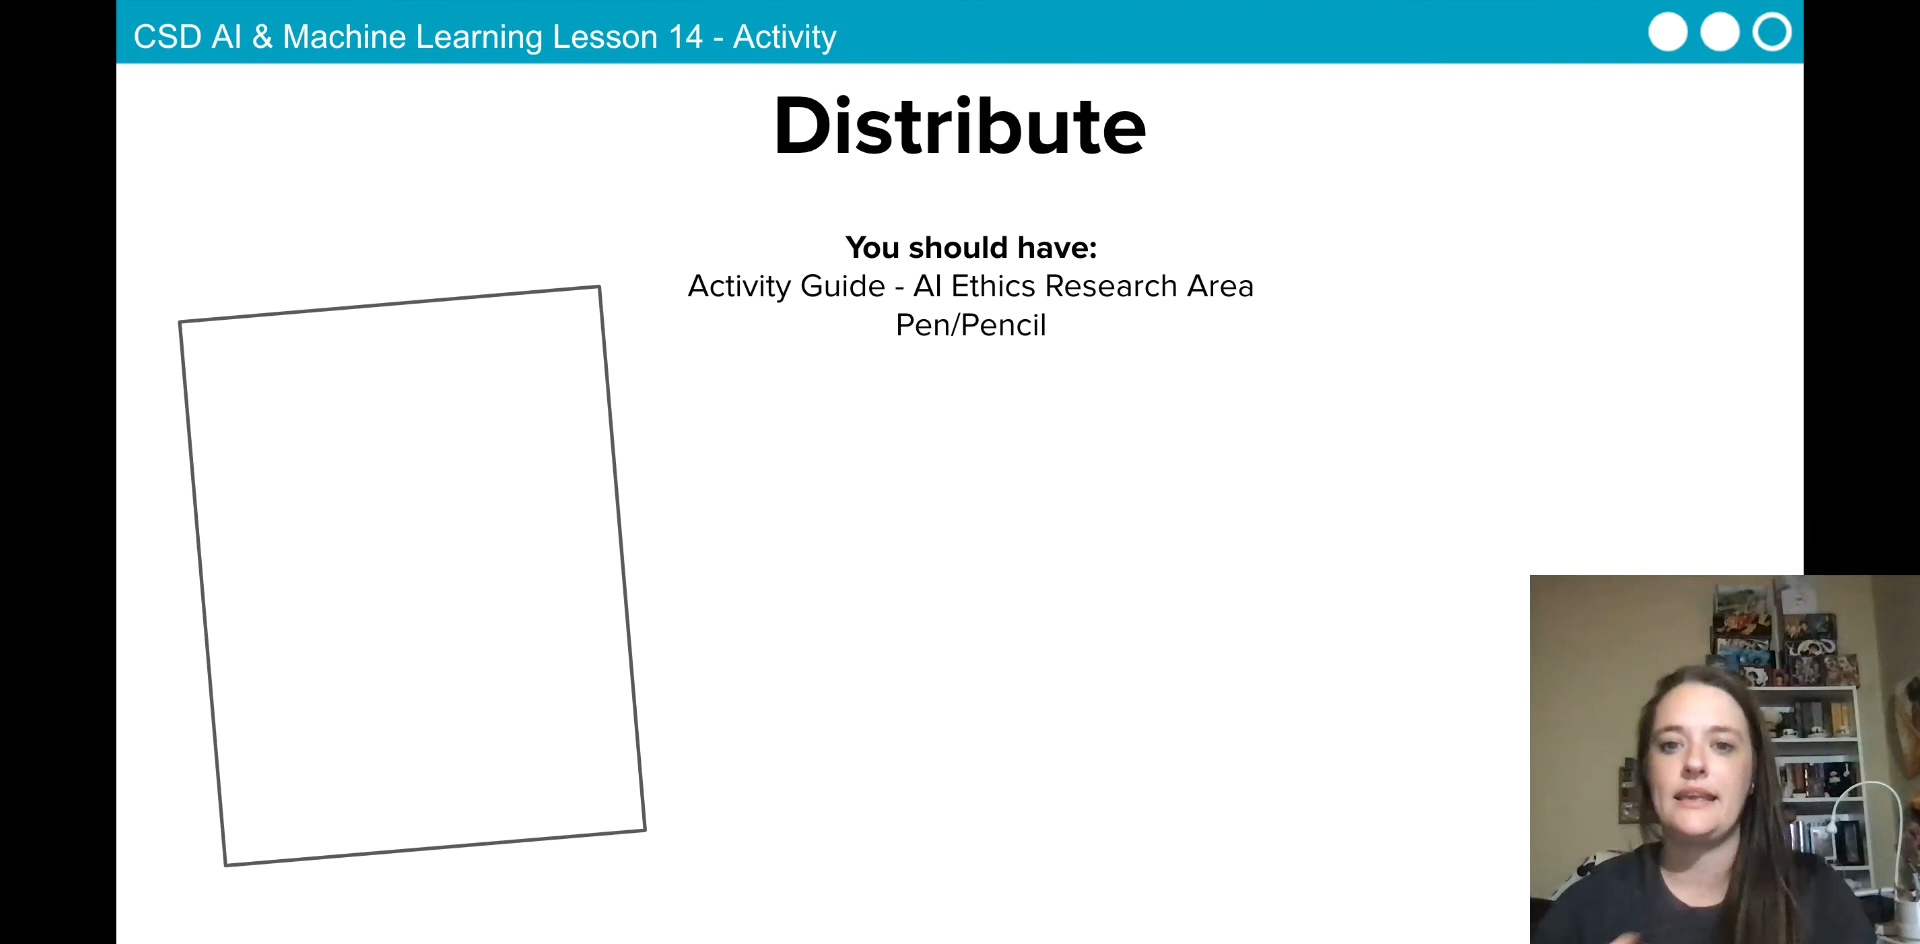 CSD AI & Machine Learning Lesson 14 - Activity
Distribute
You should have:
Activity Guide - AI Ethics Research Area
Pen/Pencil